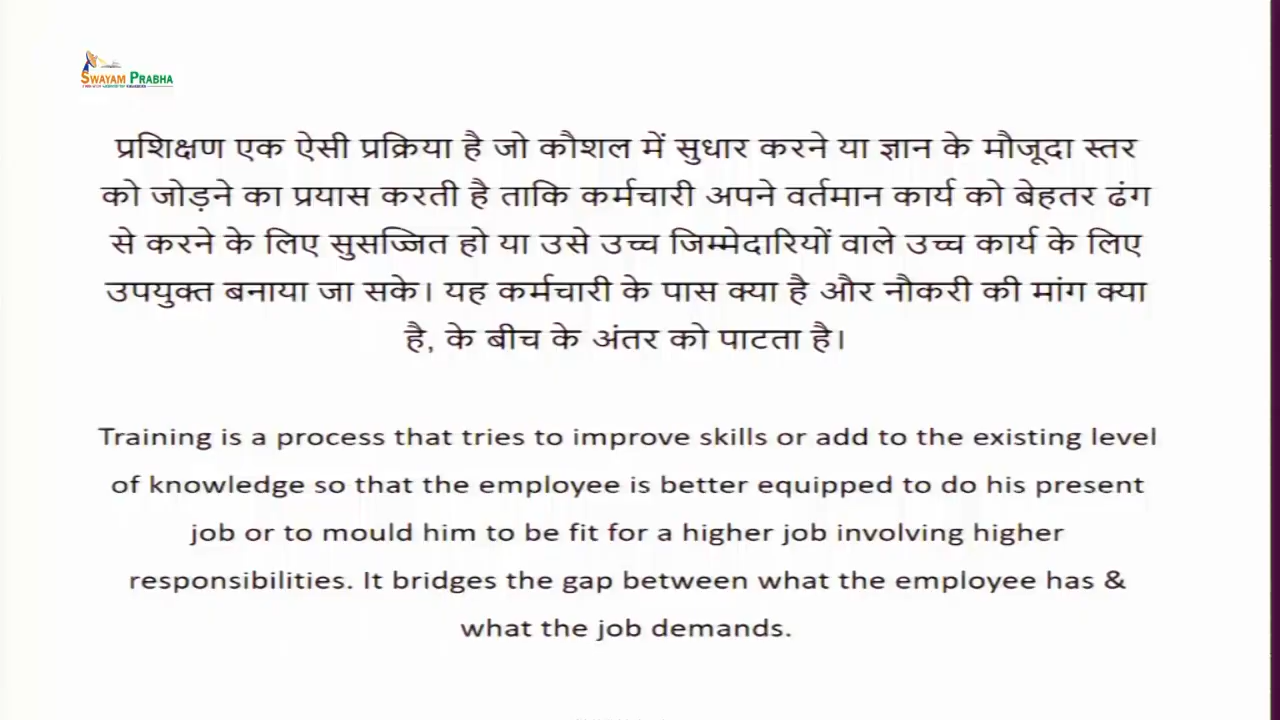 SWAYAM PRABHA
प्रशिक्षण एक ऐसी प्रक्रिया है जो कौशल में सुधार करने या ज्ञान के मौजूदा स्तर
को जोड़ने का प्रयास करती है ताकि कर्मचारी अपने वर्तमान कार्य को बेहतर ढंग
से करने के लिए सुसज्जित हो या उसे उच्च जिम्मेदारियों वाले उच्च कार्य के लिए
उपयुक्त बनाया जा सके। यह कर्मचारी के पास क्या है और नौकरी की मांग क्या
है, के बीच के अंतर को पाटता है।
Training is a process that tries to improve skills or add to the existing level
of knowledge so that the employee is better equipped to do his present
job or to mould him to be fit for a higher job involving higher
responsibilities. It bridges the gap between what the employee has &
what the job demands.